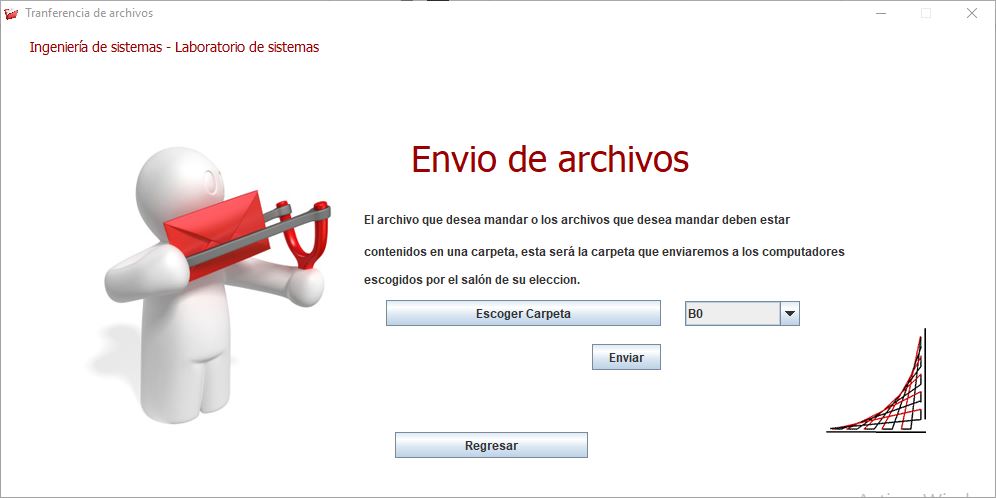 Tranferencia de archivos
Ingeniería de sistemas - Laboratorio de sistemas
Envio de archivos
El archivo que desea mandar o los archivos que desea mandar deben estar
contenidos en una carpeta, esta será la carpeta que enviaremos a los computadores
escogidos por el salón de su eleccion.
Escoger Carpeta
B0
Enviar
Regresar